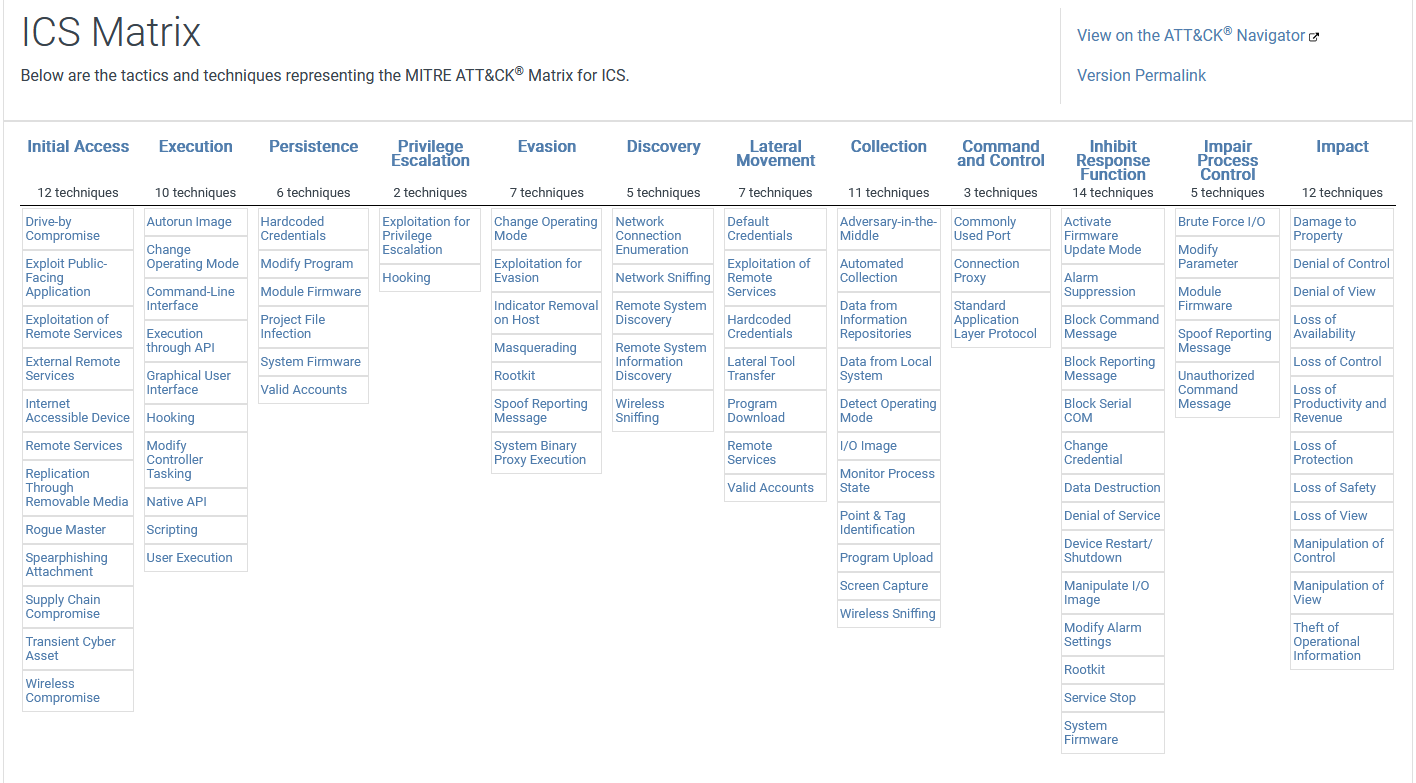 ICS Matrix
Below are the tactics and techniques representing the MITRE ATT&CK® Matrix for ICS.
View on the ATT&CK® Navigator
Version Permalink
Initial Access
12 techniques
Drive-by
Compromise
Exploit Public-
Facing
Application
Exploitation of
Remote Services
External Remote
Services
Internet
Accessible Device
Remote Services
Replication
Through
Removable Media
Rogue Master
Spearphishing
Attachment
Supply Chain
Compromise
Transient Cyber
Asset
Wireless
Compromise
Execution
10 techniques
Autorun Image
Change
Operating Mode
Command-Line
Interface
Execution
through API
Graphical User
Interface
Hooking
Modify
Controller
Tasking
Native API
Scripting
User Execution
Persistence
6 techniques
Hardcoded
Credentials
Modify Program
Module Firmware
Project File
Infection
System Firmware
Valid Accounts
Privilege
Escalation
2 techniques
Exploitation for
Privilege
Escalation
Hooking
Evasion
7 techniques
Change Operating
Mode
Exploitation for
Evasion
Indicator Removal
on Host
Masquerading
Rootkit
Spoof Reporting
Message
System Binary
Proxy Execution
Discovery
5 techniques
Network
Connection
Enumeration
Network Sniffing
Remote System
Discovery
Remote System
Information
Discovery
Wireless
Sniffing
Lateral
Movement
7 techniques
Default
Credentials
Exploitation of
Remote
Services
Hardcoded
Credentials
Lateral Tool
Transfer
Program
Download
Remote
Services
Valid Accounts
Collection
11 techniques
Adversary-in-the-
Middle
Automated
Collection
Data from
Information
Repositories
Data from Local
System
Detect Operating
Mode
I/O Image
Monitor Process
State
Point & Tag
Identification
Program Upload
Screen Capture
Wireless Sniffing
Command
and Control
3 techniques
Commonly
Used Port
Connection
Proxy
Standard
Application
Layer Protocol
Inhibit
Response
Function
14 techniques
Activate
Firmware
Update Mode
Alarm
Suppression
Block Command
Message
Block Reporting
Message
Block Serial
COM
Change
Credential
Data Destruction
Denial of Service
Device Restart/
Shutdown
Manipulate I/O
Image
Modify Alarm
Settings
Rootkit
Service Stop
System
Firmware
Impair
Process
Control
5 techniques
Brute Force I/O
Modify
Parameter
Module
Firmware
Spoof Reporting
Message
Unauthorized
Command
Message
Impact
12 techniques
Damage to
Property
Denial of Control
Denial of View
Loss of
Availability
Loss of Control
Loss of
Productivity and
Revenue
Loss of
Protection
Loss of Safety
Loss of View
Manipulation of
Control
Manipulation of
View
Theft of
Operational
Information